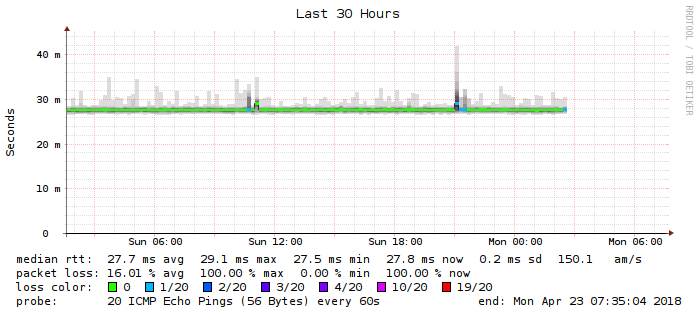 Last 30 Hours
RRDTOOL / TOBI OETIKER
Seconds
40 m
30 m
20 m
10 m
0
Sun 06:00 Sun 12:00 Sun 18:00 Mon 00:00 Mon 06:00
median rtt: 27.7 ms avg 29.1 ms max 27.5 ms min 27.8 ms now 0.2 ms sd 150.1 am/s
packet loss: 16.01 % avg 100.00 % max 0.00 % min 100.00 % now
loss color: 0 1/20 2/20 3/20 4/20 10/20 19/20
probe: 20 ICMP Echo Pings (56 Bytes) every 60s end: Mon Apr 23 07:35:04 2018